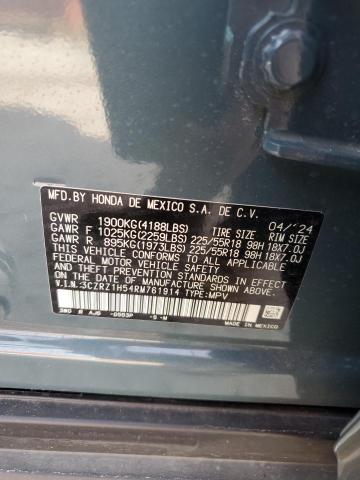 MFD.BY HONDA DE MEXICO S.A. DE C.V.
04/'24
GVWR 1900KG(4188LBS) TIRE SIZE RIM SIZE
GAWR F 1025KG(2259LBS) 225/55R18 98H 18X7.0J
GAWR R 895KG(1973LBS) 225/55R18 98H 18X7.0J
THIS VEHICLE CONFORMS TO ALL APPLICABLE
FEDERAL MOTOR VEHICLE SAFETY, BUMPER, AND
THEFT PREVENTION STANDARDS IN EFFECT ON THE
DATE OF MANUFACTURE SHOWN ABOVE.
V.I.N.:3CZRZ1H54RM761914 TYPE:MPV
MADE IN MEXICO